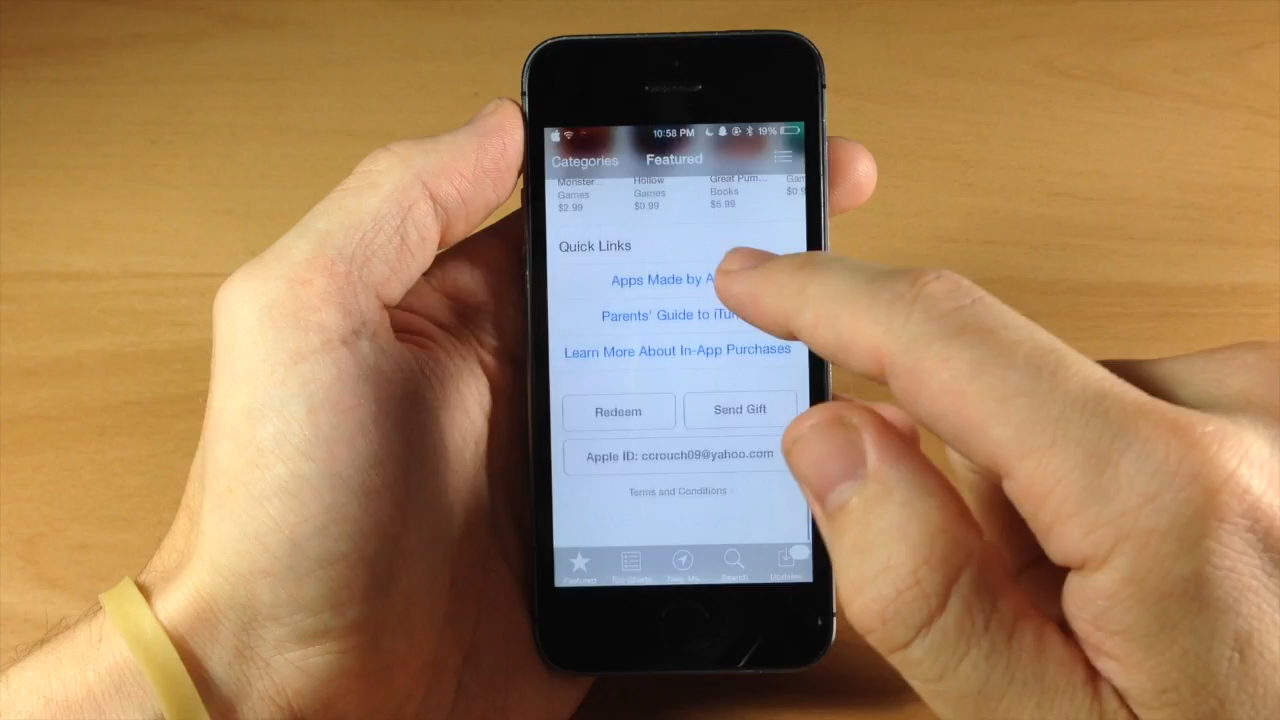 10:58 PM 19%
Categories Featured
Monster... Hollow Great Pum...
Games Games Books Gam
$2.99 $0.99 $5.99 $0.9
Quick Links
Apps Made by A
Parents' Guide to iTun
Learn More About In-App Purchases
Redeem Send Gift
Apple ID: ccrouch09@yahoo.com
Terms and Conditions
Featured Top Charts Near Me Search Updates